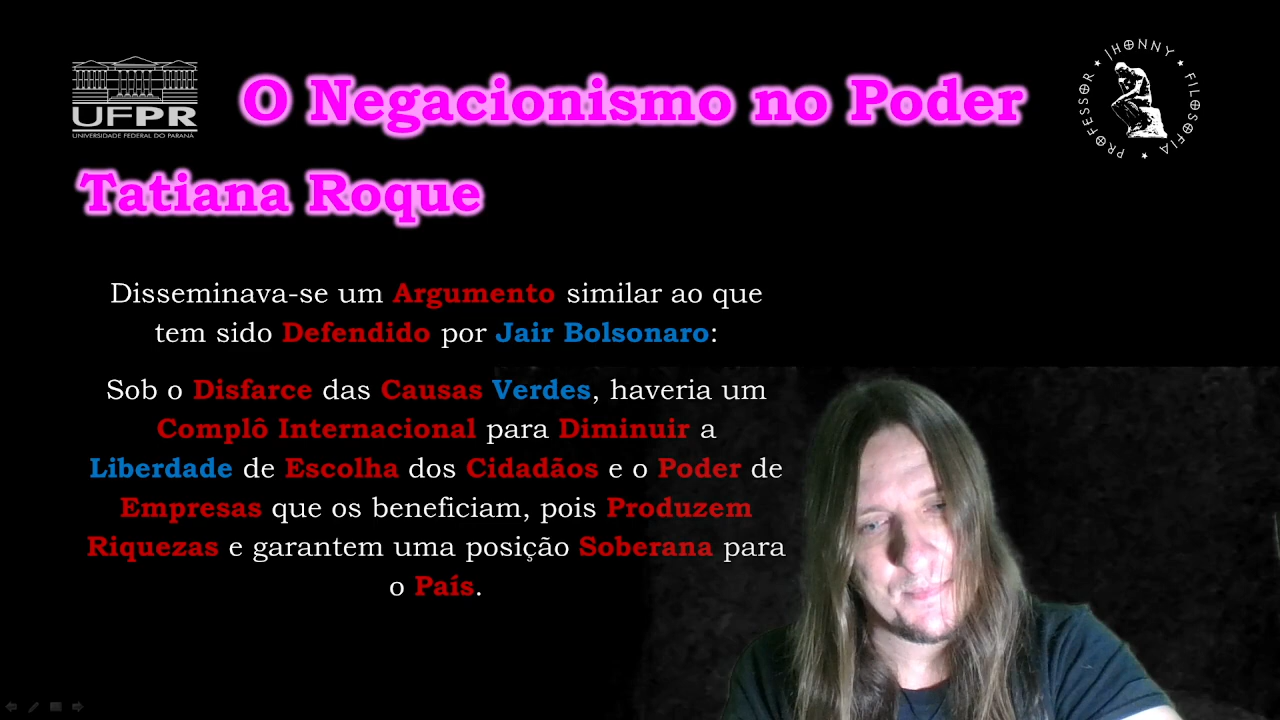 UFPR
UNIVERSIDADE FEDERAL DO PARANÁ
O Negacionismo no Poder
PROFESSOR ★ JHONNY ★ FILOSOFIA ★
Tatiana Roque
Disseminava-se um Argumento similar ao que
tem sido Defendido por Jair Bolsonaro:
Sob o Disfarce das Causas Verdes, haveria um
Complô Internacional para Diminuir a
Liberdade de Escolha dos Cidadãos e o Poder de
Empresas que os beneficiam, pois Produzem
Riquezas e garantem uma posição Soberana para
o País.